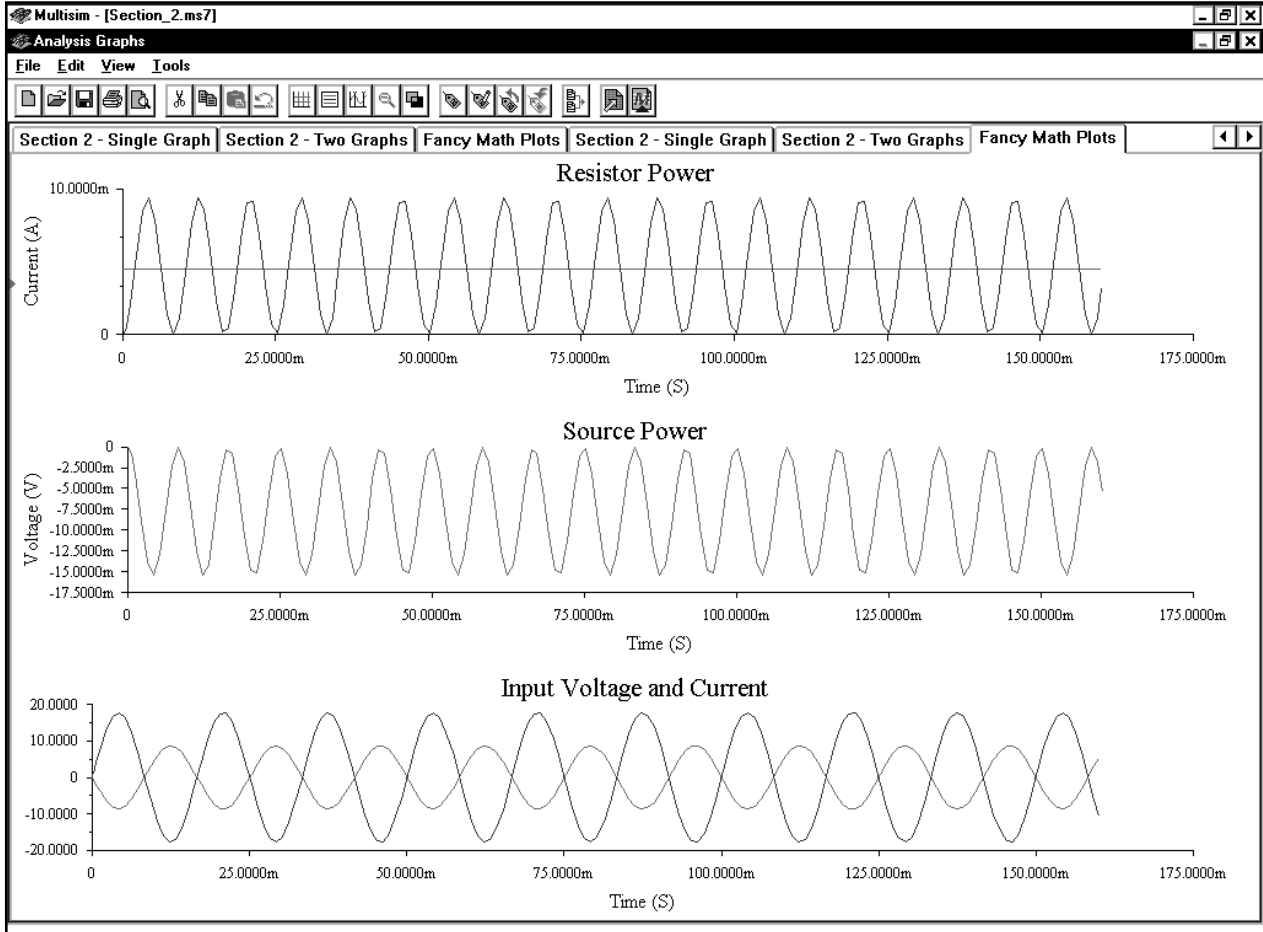 Multisim - [Section_2.ms7]
Analysis Graphs
File Edit View Tools
Section 2 - Single Graph Section 2 - Two Graphs Fancy Math Plots Section 2 - Single Graph Section 2 - Two Graphs Fancy Math Plots
Resistor Power
10.0000m
Current (A)
0
0 25.0000m 50.0000m 75.0000m 100.0000m 125.0000m 150.0000m 175.0000m
Time (S)
Source Power
0
-2.5000m
-5.0000m
-7.5000m
-10.0000m
-12.5000m
-15.0000m
-17.5000m
Voltage (V)
0 25.0000m 50.0000m 75.0000m 100.0000m 125.0000m 150.0000m 175.0000m
Time (S)
Input Voltage and Current
20.0000
10.0000
0
-10.0000
-20.0000
0 25.0000m 50.0000m 75.0000m 100.0000m 125.0000m 150.0000m 175.0000m
Time (S)